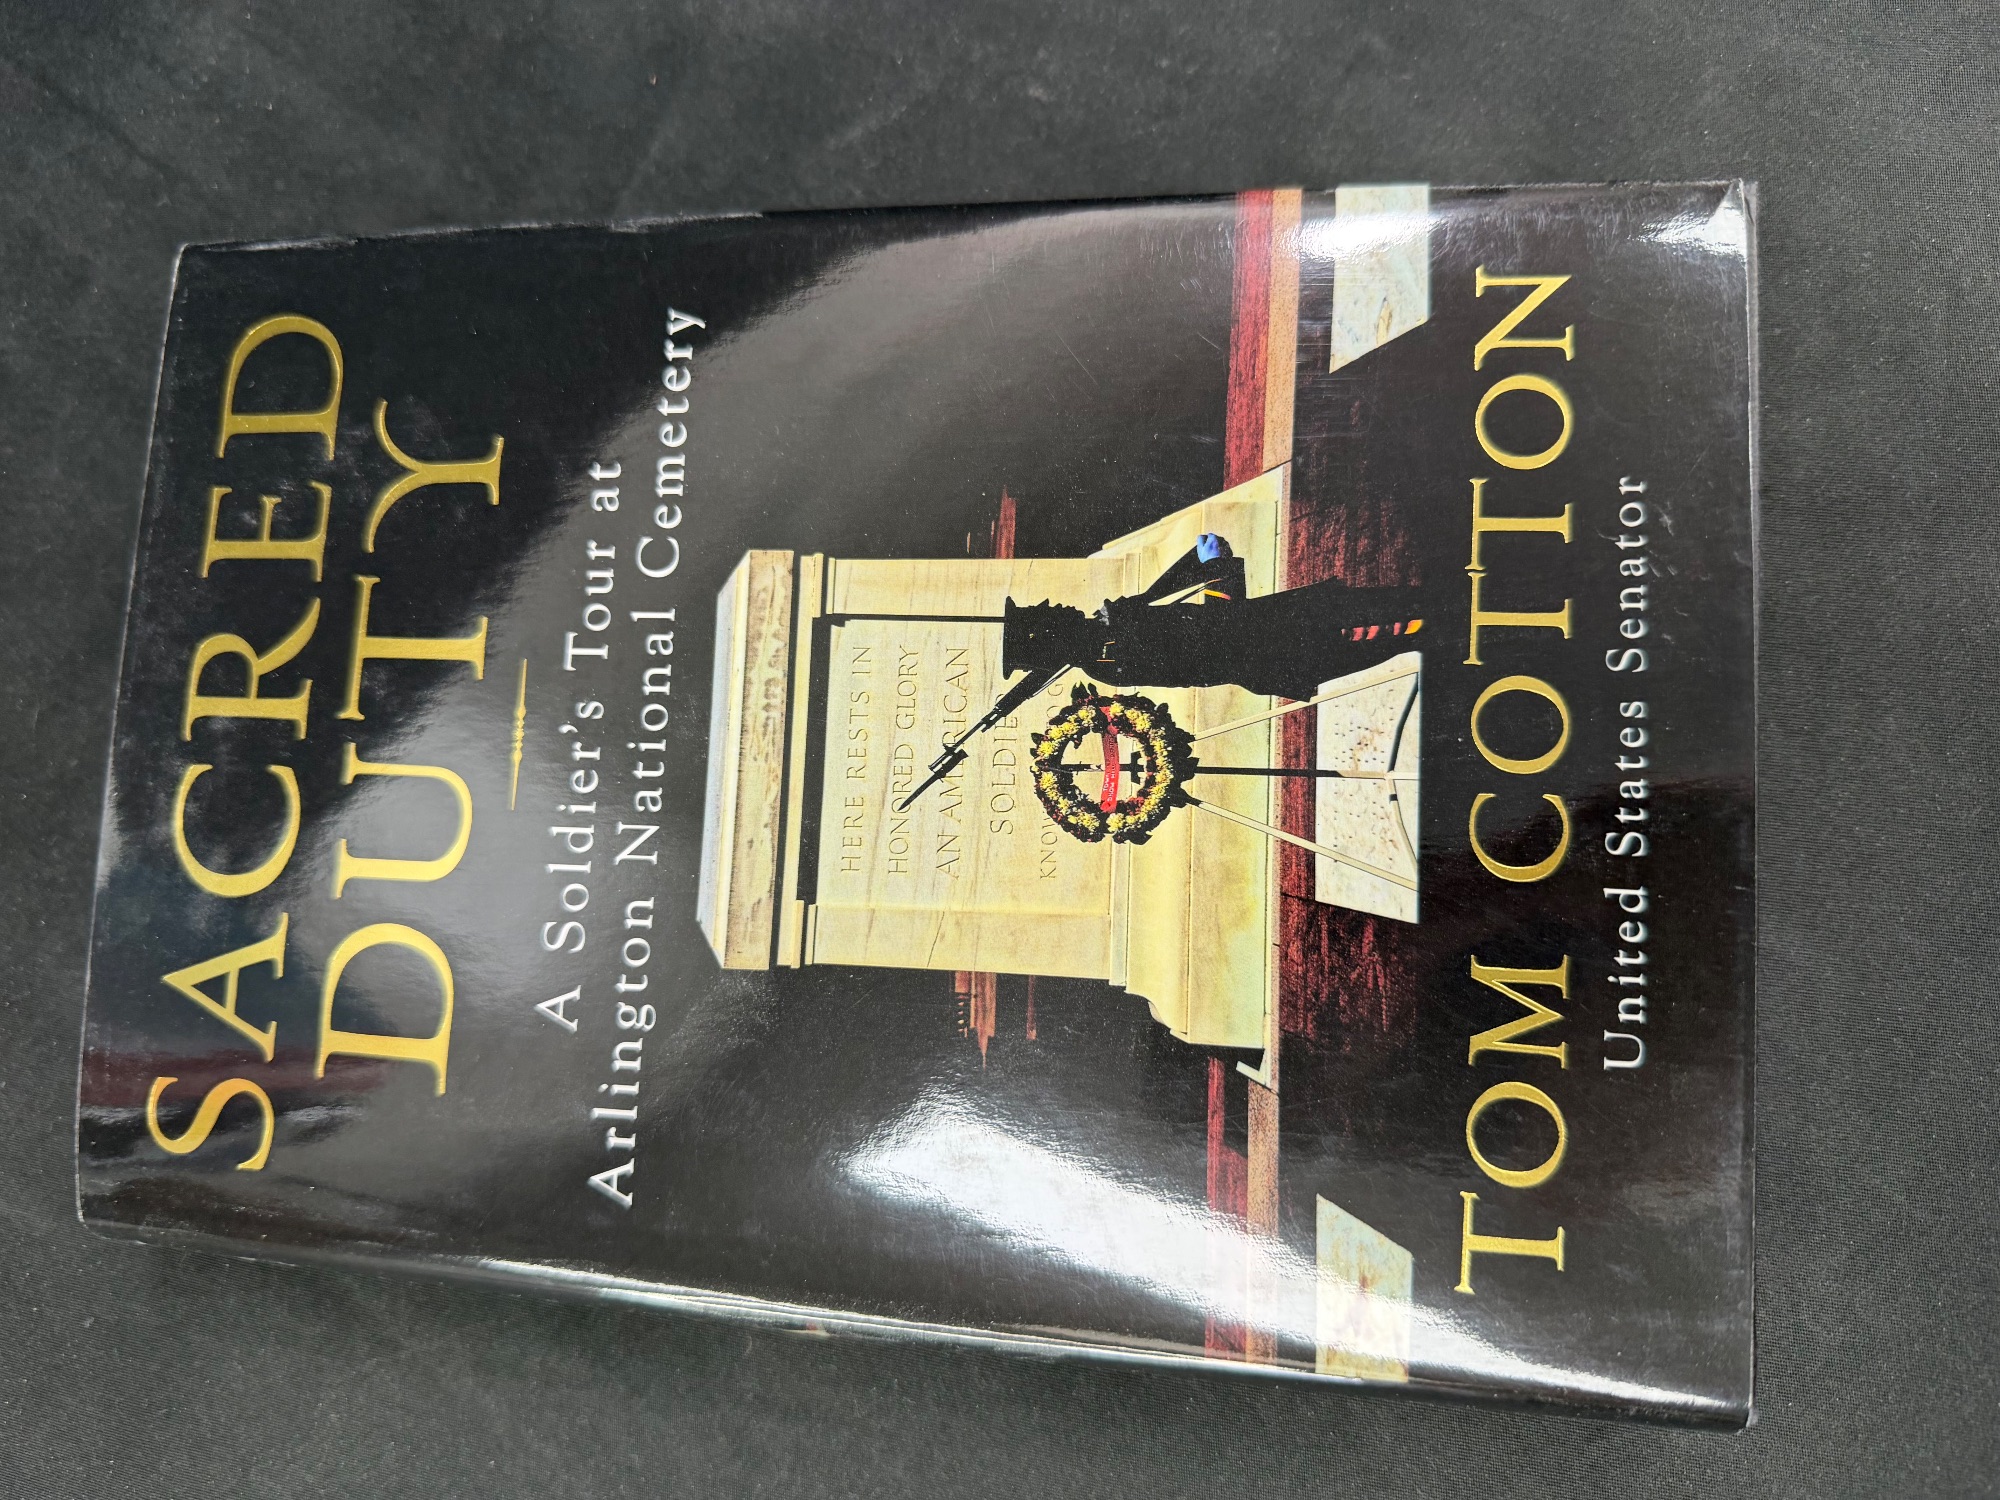 SACRED
DUTY
A Soldier's Tour at
Arlington National Cemetery
HERE RESTS IN
HONORED GLORY
AN AMERICAN
SOLDIE
TOM COTTON
United States Senator